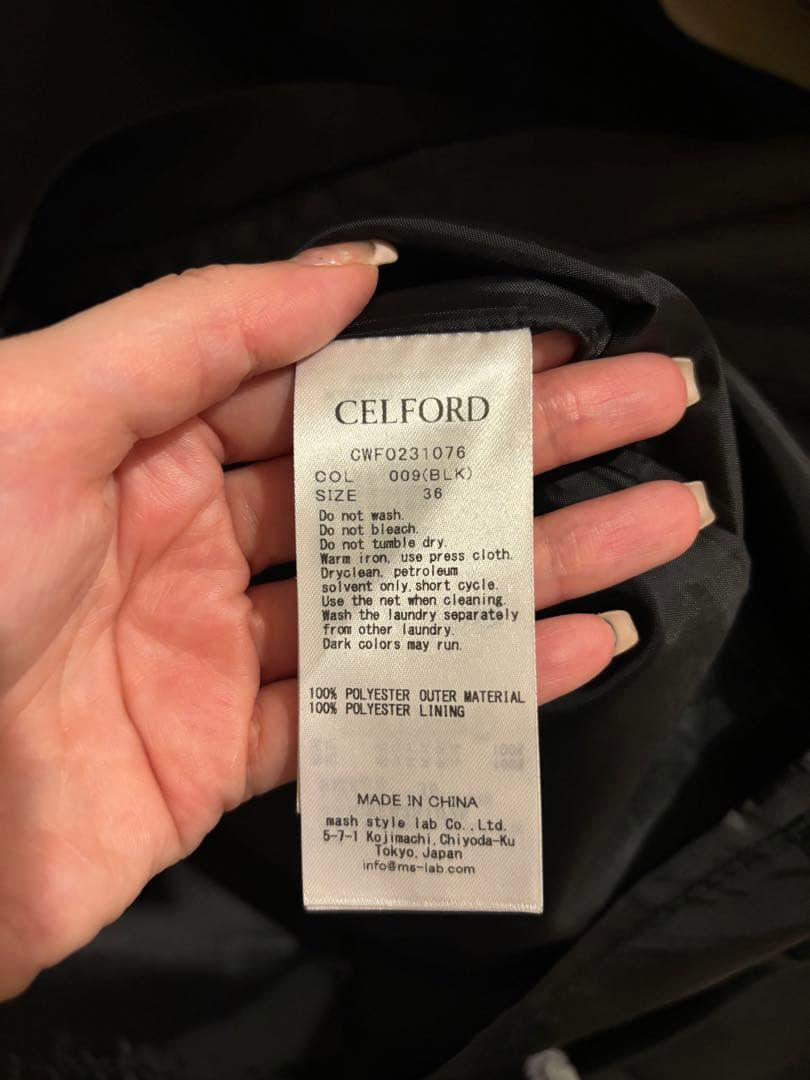 CELFORD
CWF0231076
COL 009(BLK)
SIZE 36
Do not wash.
Do not bleach.
Do not tumble dry.
Warm iron, use press cloth.
Dryclean, petroleum
solvent only, short cycle.
Use the net when cleaning.
Wash the laundry separately
from other laundry.
Dark colors may run.
100% POLYESTER OUTER MATERIAL
100% POLYESTER LINING
MADE IN CHINA
mash style lab Co.,Ltd.
5-7-1 Kojimachi, Chiyoda-Ku
Tokyo, Japan
info@ms-lab.com